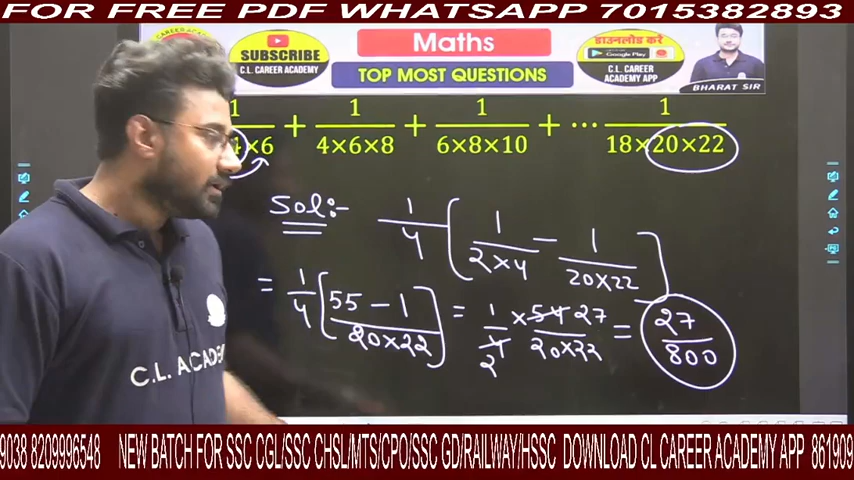 FOR FREE PDF WHATSAPP 7015382893
SUBSCRIBE
C.L. CAREER
ACADEMY
Maths
TOP MOST QUESTIONS
डाउनलोड करे
Google Play
C.L. CAREER
ACADEMY APP
BHARAT SIR
1/4×6 + 1/4×6×8 + 1/6×8×10 + ... 1/18×20×22
Sol:- 1/4 [ 1/2×4 - 1/20×22 ]
= 1/4 [ 55 - 1/20×22 ] = 1/4 2 × 54 27/20×22 = 27/800
C.L. ACADE
9038 8209996548 NEW BATCH FOR SSC CGL/SSC CHSL/MTS/CPO/SSC GD/RAILWAY/HSSC DOWNLOAD CL CAREER ACADEMY APP 861909